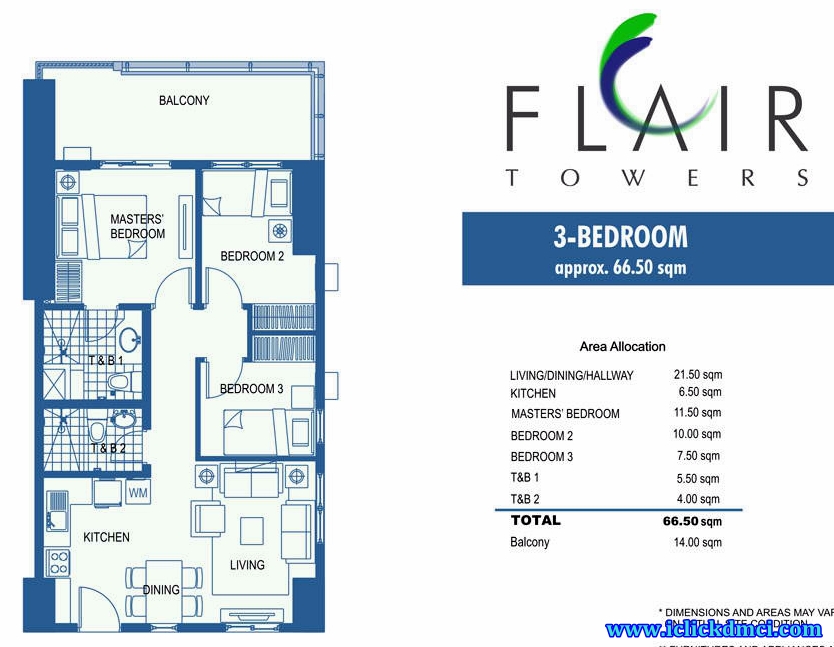 BALCONY
MASTERS'
BEDROOM
BEDROOM 2
T & B 1
BEDROOM 3
T & B 2
WM
KITCHEN
LIVING
DINING
FLAIR
TOWERS
3-BEDROOM
approx. 66.50 sqm
Area Allocation
LIVING/DINING/HALLWAY 21.50 sqm
KITCHEN 6.50 sqm
MASTERS' BEDROOM 11.50 sqm
BEDROOM 2 10.00 sqm
BEDROOM 3 7.50 sqm
T&B 1 5.50 sqm
T&B 2 4.00 sqm
TOTAL 66.50 sqm
Balcony 14.00 sqm
* DIMENSIONS AND AREAS MAY VAR
SITE CONDITION
www.iclickdmci.com